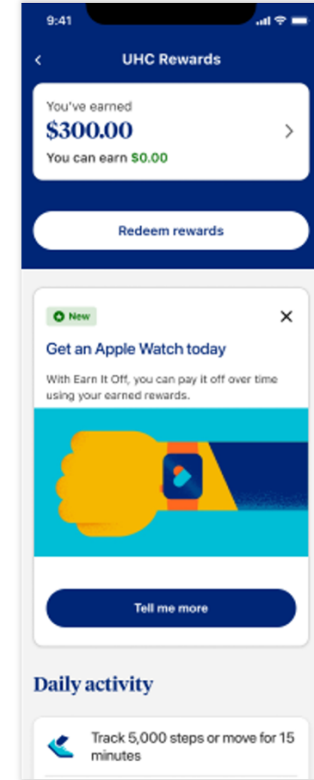 9:41
UHC Rewards
You've earned
$300.00
You can earn $0.00
Redeem rewards
New
Get an Apple Watch today
With Earn It Off, you can pay it off over time
using your earned rewards.
Tell me more
Daily activity
Track 5,000 steps or move for 15
minutes